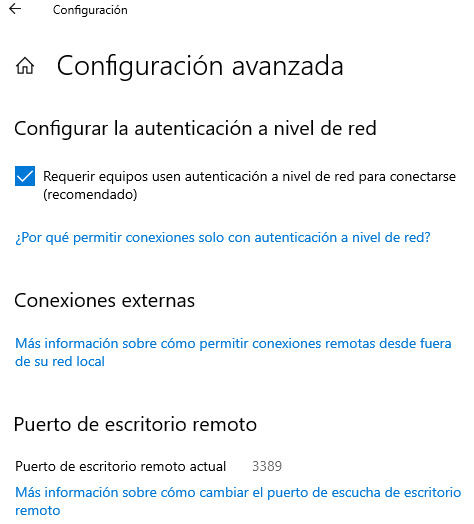 Configuración
Configuración avanzada
Configurar la autenticación a nivel de red
Requerir equipos usen autenticación a nivel de red para conectarse
(recomendado)
¿Por qué permitir conexiones solo con autenticación a nivel de red?
Conexiones externas
Más información sobre cómo permitir conexiones remotas desde fuera
de su red local
Puerto de escritorio remoto
Puerto de escritorio remoto actual 3389
Más información sobre cómo cambiar el puerto de escucha de escritorio
remoto